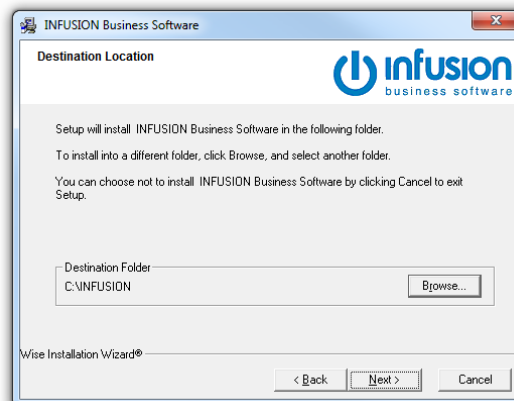 INFUSION Business Software
Destination Location
infusion
business software
Setup will install INFUSION Business Software in the following folder.
To install into a different folder, click Browse, and select another folder.
You can choose not to install INFUSION Business Software by clicking Cancel to exit
Setup.
Destination Folder
C:\INFUSION
Browse...
Wise Installation Wizard®
< Back
Next >
Cancel